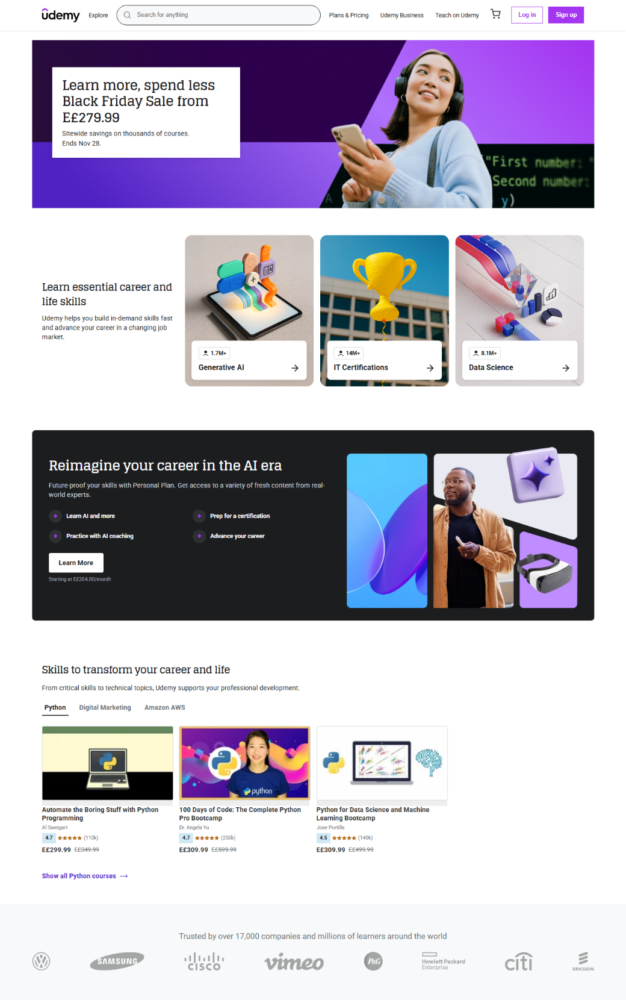 udemy
Explore
Search for anything
Plans & Pricing
Udemy Business
Teach on Udemy
Log in
Sign up
Learn more, spend less
Black Friday Sale from
E£279.99
Sitewide savings on thousands of courses.
Ends Nov 28.
"First number: "
Second number:
y)
A
Learn essential career and
life skills
Udemy helps you build in-demand skills fast
and advance your career in a changing job
market.
1.7M+
Generative AI
14M+
IT Certifications
8.1M+
Data Science
Reimagine your career in the AI era
Future-proof your skills with Personal Plan. Get access to a variety of fresh content from real-
world experts.
Learn AI and more
Prep for a certification
Practice with AI coaching
Advance your career
Learn More
Starting at E£204.00/month
Skills to transform your career and life
From critical skills to technical topics, Udemy supports your professional development.
Python
Digital Marketing
Amazon AWS
python
Automate the Boring Stuff with Python
Programming
Al Sweigart
4.7 ★★★★★ (110k)
E£299.99 E£349.99
100 Days of Code: The Complete Python
Pro Bootcamp
Dr. Angela Yu
4.7 ★★★★★ (250k)
E£309.99 E£599.99
Python for Data Science and Machine
Learning Bootcamp
Jose Portilla
4.5 ★★★★★ (140k)
E£309.99 E£499.99
Show all Python courses →
Trusted by over 17,000 companies and millions of learners around the world
SAMSUNG
CISCO
vimeo
P&G
Hewlett Packard
Enterprise
citi
ERICSSON